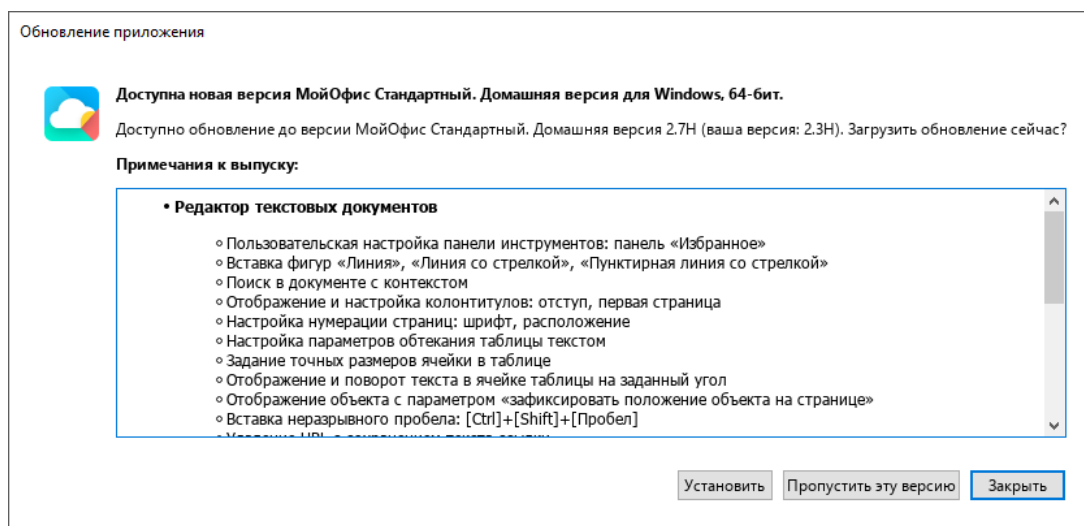 Обновление приложения
Доступна новая версия МойОфис Стандартный. Домашняя версия для Windows, 64-бит.
Доступно обновление до версии МойОфис Стандартный. Домашняя версия 2.7H (ваша версия: 2.3H). Загрузить обновление сейчас?
Примечания к выпуску:
• Редактор текстовых документов
◦ Пользовательская настройка панели инструментов: панель «Избранное»
◦ Вставка фигур «Линия», «Линия со стрелкой», «Пунктирная линия со стрелкой»
◦ Поиск в документе с контекстом
◦ Отображение и настройка колонтитулов: отступ, первая страница
◦ Настройка нумерации страниц: шрифт, расположение
◦ Настройка параметров обтекания таблицы текстом
◦ Задание точных размеров ячейки в таблице
◦ Отображение и поворот текста в ячейке таблицы на заданный угол
◦ Отображение объекта с параметром «зафиксировать положение объекта на странице»
◦ Вставка неразрывного пробела: [Ctrl]+[Shift]+[Пробел]
Установить Пропустить эту версию Закрыть